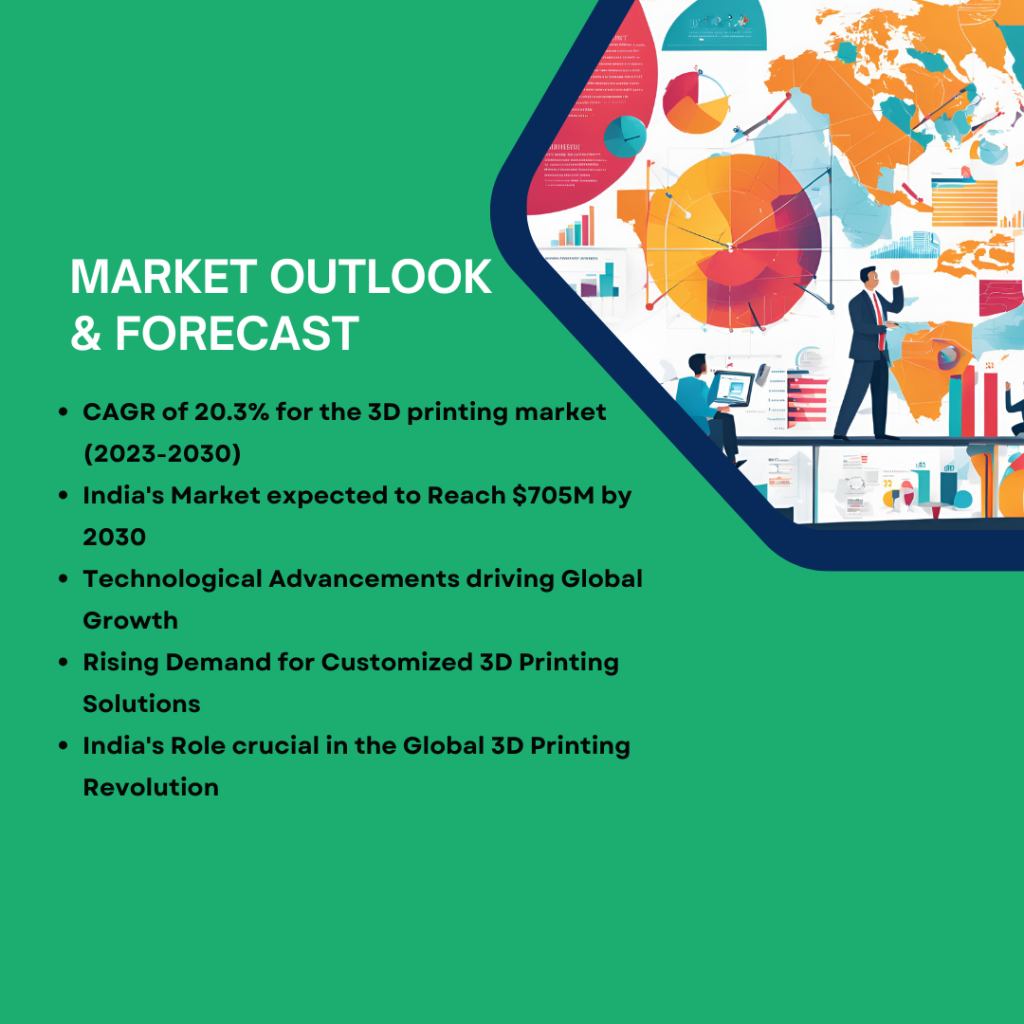 MARKET OUTLOOK
& FORECAST
• CAGR of 20.3% for the 3D printing market
(2023-2030)
• India's Market expected to Reach $705M by
2030
• Technological Advancements driving Global
Growth
• Rising Demand for Customized 3D Printing
Solutions
• India's Role crucial in the Global 3D Printing
Revolution